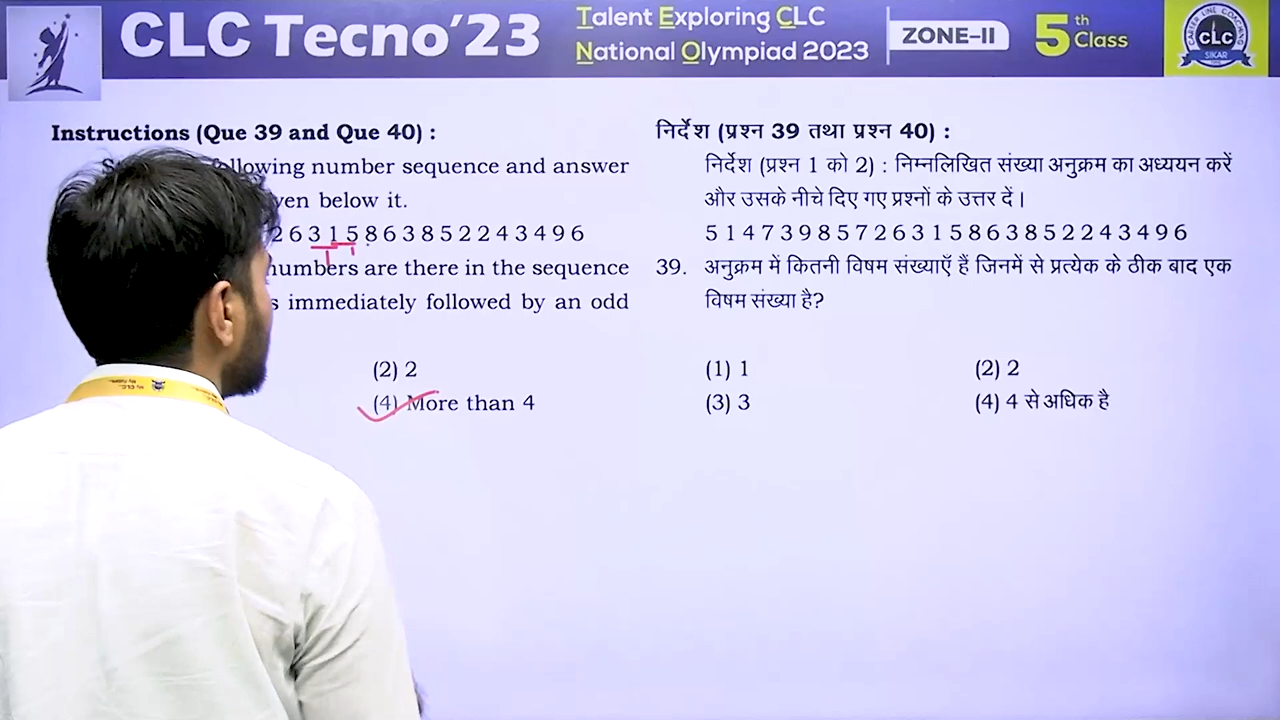 CLC Tecno'23
Talent Exploring CLC
National Olympiad 2023
ZONE-II
5th Class
CAREER LINE COACHING
CLC
SIKAR
Instructions (Que 39 and Que 40) :
following number sequence and answer
given below it.
2 6 3 1 5 8 6 3 8 5 2 2 4 3 4 9 6
numbers are there in the sequence
immediately followed by an odd
(2) 2
(4) More than 4
निर्देश (प्रश्न 39 तथा प्रश्न 40) :
निर्देश (प्रश्न 1 को 2) : निम्नलिखित संख्या अनुक्रम का अध्ययन करें
और उसके नीचे दिए गए प्रश्नों के उत्तर दें।
5 1 4 7 3 9 8 5 7 2 6 3 1 5 8 6 3 8 5 2 2 4 3 4 9 6
39. अनुक्रम में कितनी विषम संख्याएँ हैं जिनमें से प्रत्येक के ठीक बाद एक
विषम संख्या है?
(1) 1 (2) 2
(3) 3 (4) 4 से अधिक है